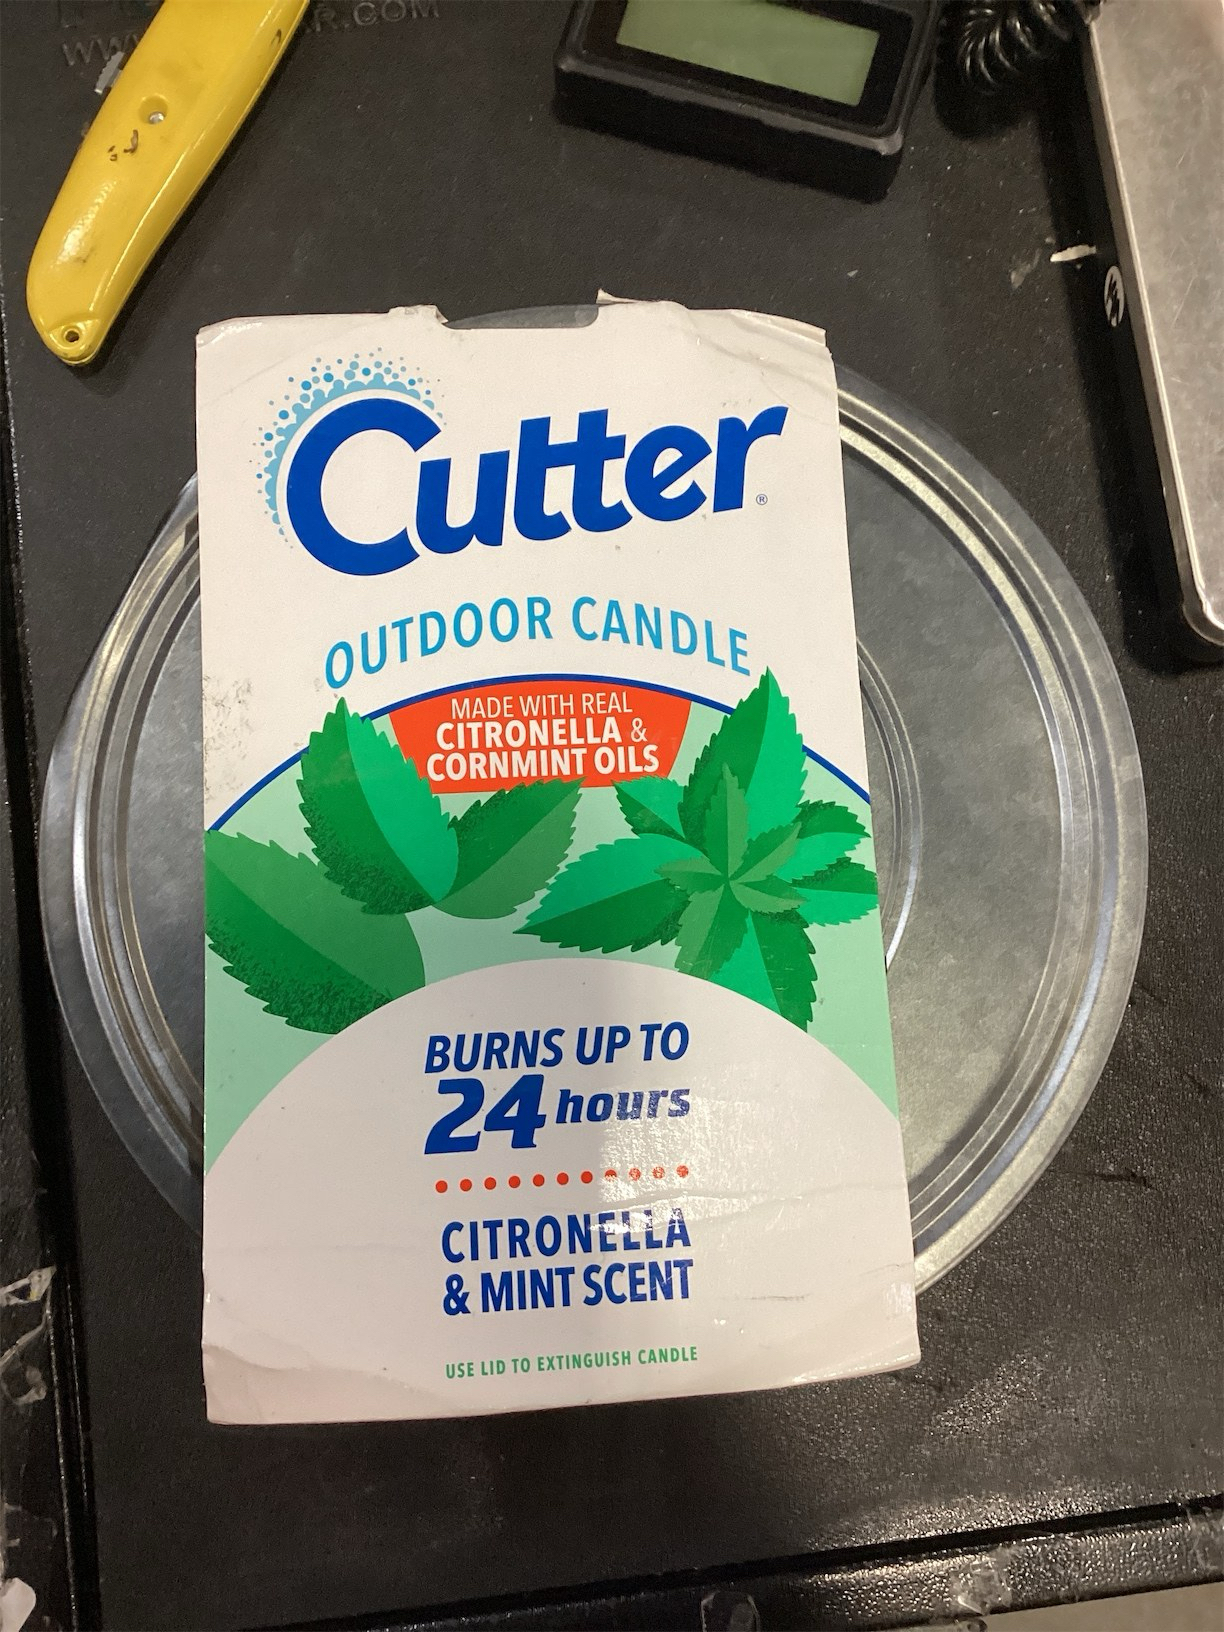 .COM
Cutter®
OUTDOOR CANDLE
MADE WITH REAL
CITRONELLA &
CORNMINT OILS
BURNS UP TO
24 hours
CITRONELLA
& MINT SCENT
USE LID TO EXTINGUISH CANDLE